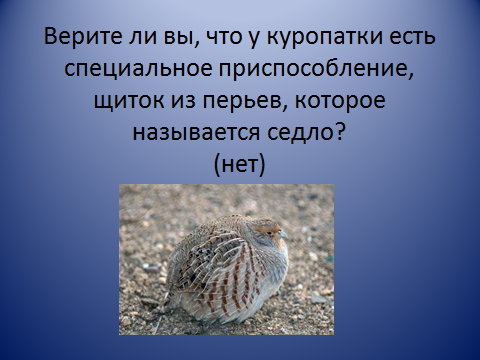 Верите ли вы, что у куропатки есть
специальное приспособление,
щиток из перьев, которое
называется седло?
(нет)